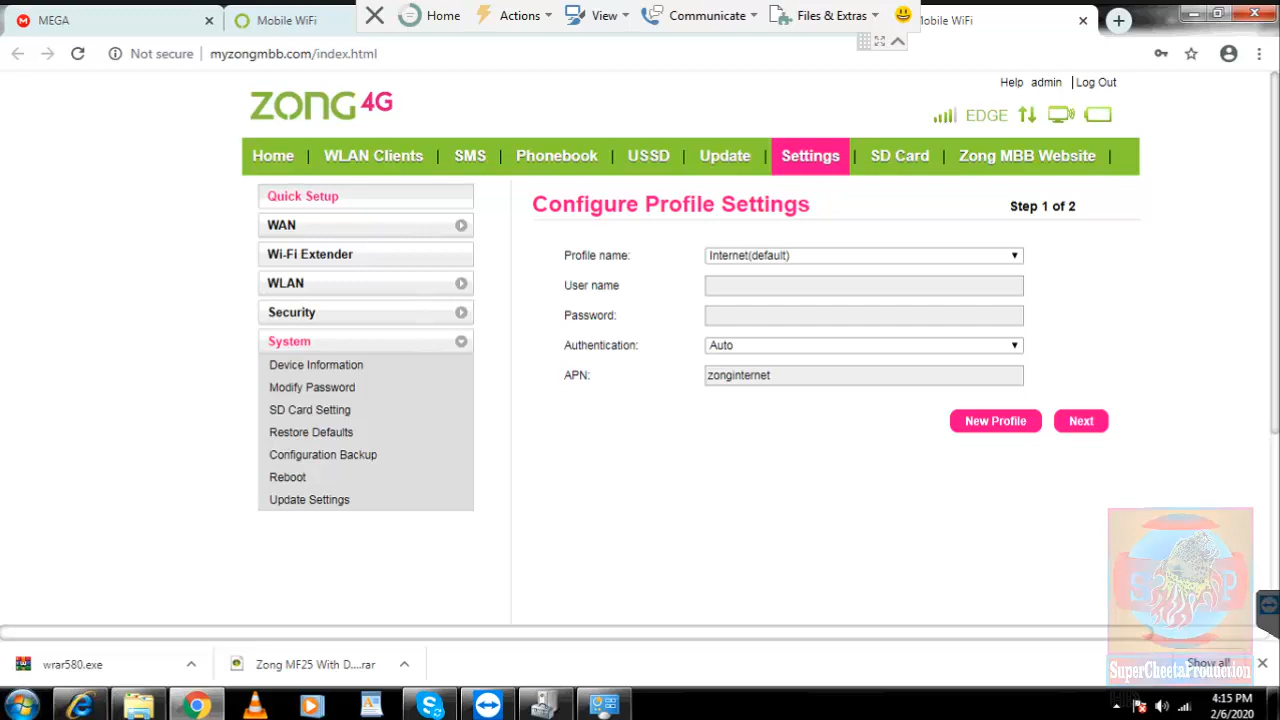 MEGA
Mobile WiFi
Home
Actions
View
Communicate
Files & Extras
obile WiFi
Not secure
myzongmbb.com/index.html
Help admin Log Out
ZONG 4G
EDGE
Home WLAN Clients SMS Phonebook USSD Update Settings SD Card Zong MBB Website
Quick Setup
WAN
Wi-Fi Extender
WLAN
Security
System
Device Information
Modify Password
SD Card Setting
Restore Defaults
Configuration Backup
Reboot
Update Settings
Configure Profile Settings
Step 1 of 2
Profile name: Internet(default)
User name
Password:
Authentication: Auto
APN: zonginternet
New Profile
Next
SuperCheetaProduction
wrar580.exe
Zong MF25 With D....rar
Show all
4:15 PM
2/6/2020